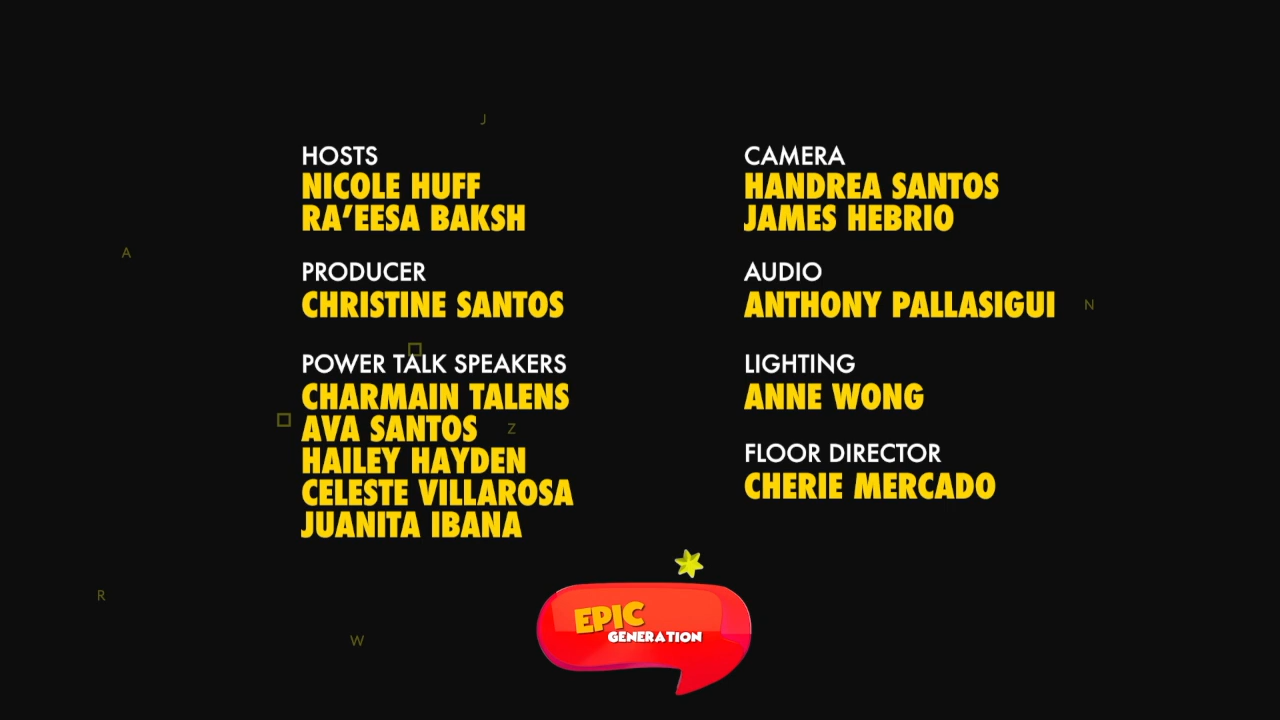 HOSTS
NICOLE HUFF
RA'EESA BAKSH
PRODUCER
CHRISTINE SANTOS
POWER TALK SPEAKERS
CHARMAIN TALENS
AVA SANTOS
HAILEY HAYDEN
CELESTE VILLAROSA
JUANITA IBANA
CAMERA
HANDREA SANTOS
JAMES HEBRIO
AUDIO
ANTHONY PALLASIGUI
LIGHTING
ANNE WONG
FLOOR DIRECTOR
CHERIE MERCADO
J
A
N
Z
R
W
EPIC
GENERATION